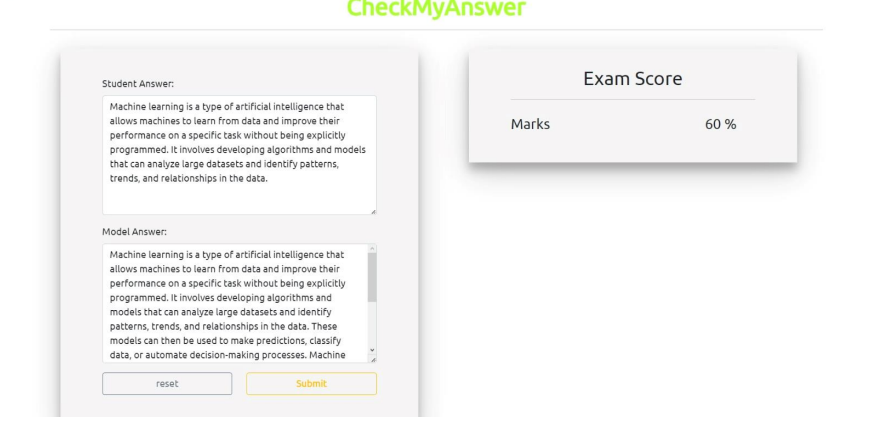 CheckMyAnswer
Student Answer:
Machine learning is a type of artificial intelligence that
allows machines to learn from data and improve their
performance on a specific task without being explicitly
programmed. It involves developing algorithms and models
that can analyze large datasets and identify patterns,
trends, and relationships in the data.
Model Answer:
Machine learning is a type of artificial intelligence that
allows machines to learn from data and improve their
performance on a specific task without being explicitly
programmed. It involves developing algorithms and
models that can analyze large datasets and identify
patterns, trends, and relationships in the data. These
models can then be used to make predictions, classify
data, or automate decision-making processes. Machine
reset
Submit
Exam Score
Marks 60 %